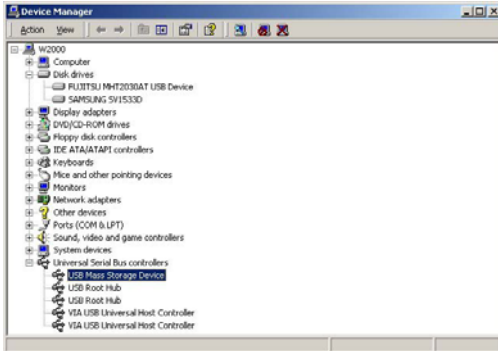 Device Manager
Action View
W2000
Computer
Disk drives
FUJITSU MHT2030AT USB Device
SAMSUNG SV1533D
Display adapters
DVD/CD-ROM drives
Floppy disk controllers
IDE ATA/ATAPI controllers
Keyboards
Mice and other pointing devices
Monitors
Network adapters
Other devices
Ports (COM & LPT)
Sound, video and game controllers
System devices
Universal Serial Bus controllers
USB Mass Storage Device
USB Root Hub
USB Root Hub
VIA USB Universal Host Controller
VIA USB Universal Host Controller